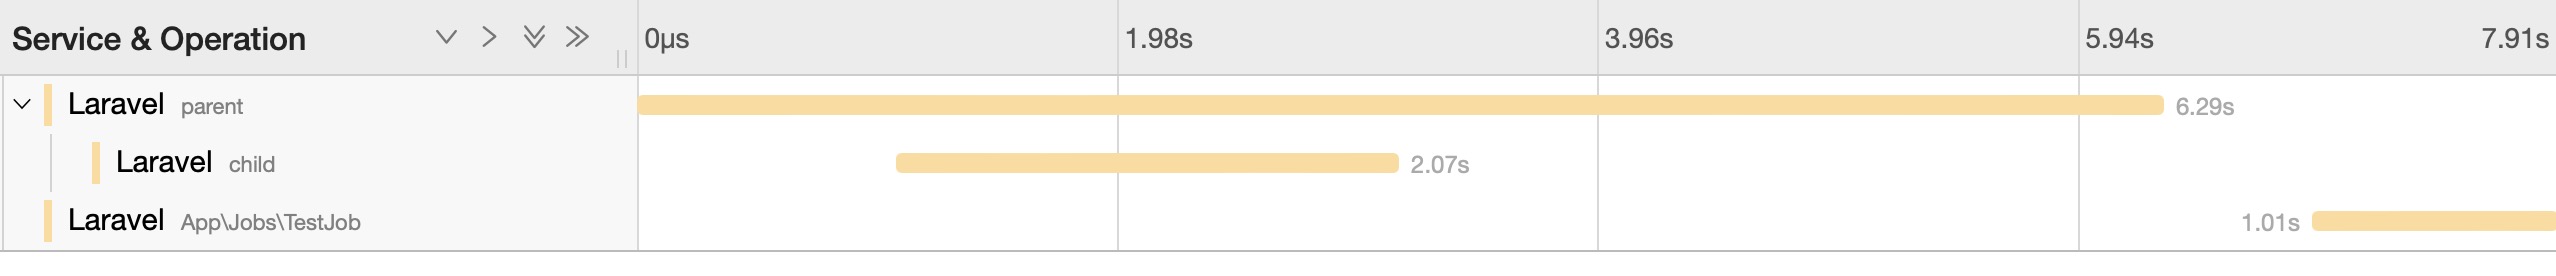 Service & Operation 0μs 1.98s 3.96s 5.94s 7.91s
Laravel parent 6.29s
Laravel child 2.07s
Laravel App\Jobs\TestJob 1.01s